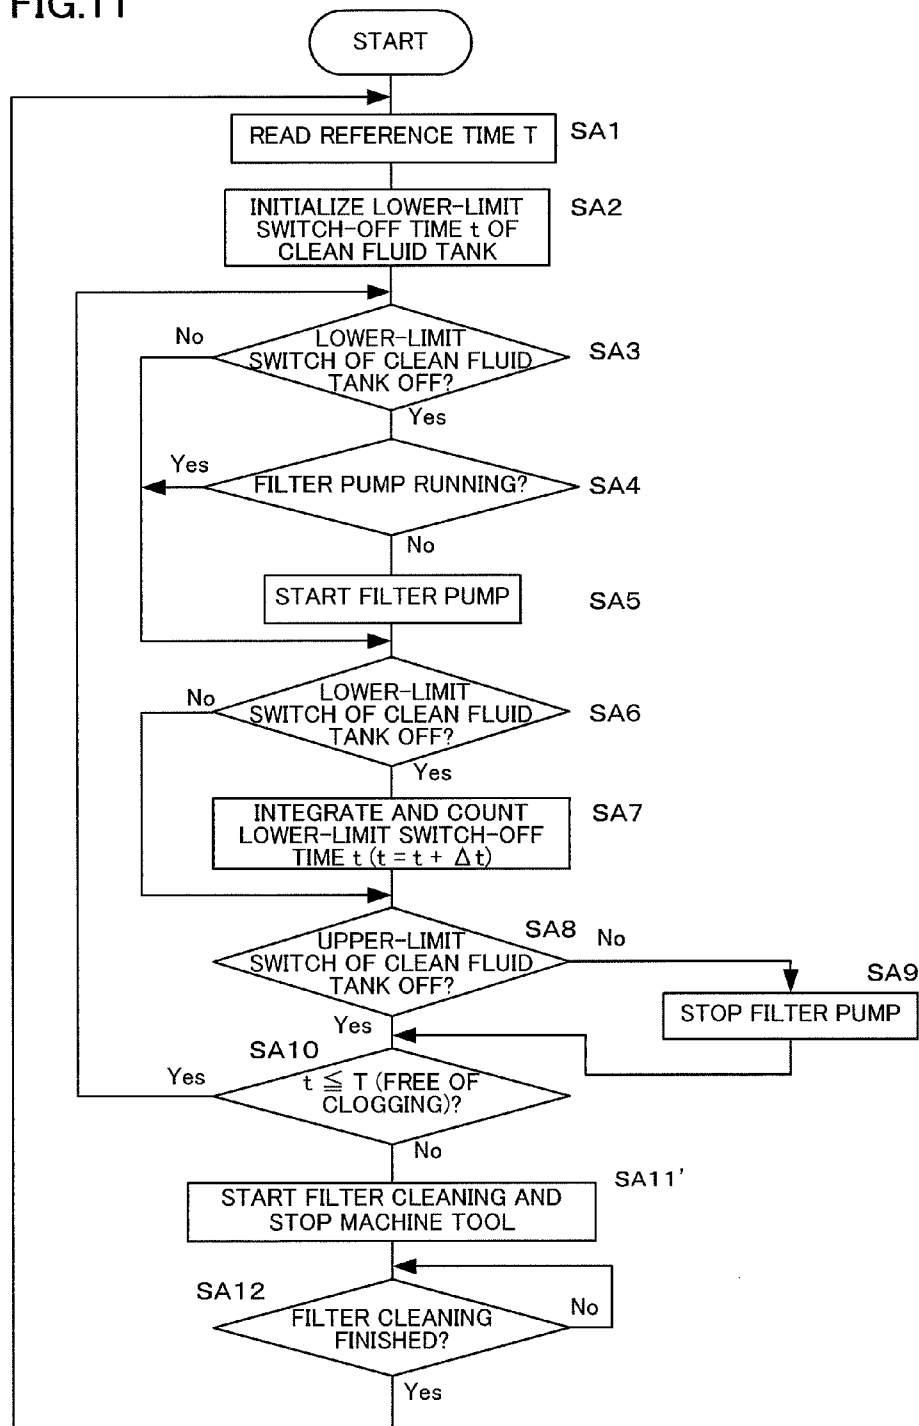 FIG.11
START
READ REFERENCE TIME T
SA1
INITIALIZE LOWER-LIMIT
SWITCH-OFF TIME t OF
CLEAN FLUID TANK
SA2
No
LOWER-LIMIT
SWITCH OF CLEAN FLUID
TANK OFF?
SA3
Yes
Yes
FILTER PUMP RUNNING?
SA4
No
START FILTER PUMP
SA5
No
LOWER-LIMIT
SWITCH OF CLEAN FLUID
TANK OFF?
SA6
Yes
INTEGRATE AND COUNT
LOWER-LIMIT SWITCH-OFF
TIME t (t = t + Δt)
SA7
UPPER-LIMIT
SWITCH OF CLEAN FLUID
TANK OFF?
SA8
No
SA9
STOP FILTER PUMP
Yes
SA10
Yes
t ≦ T (FREE OF
CLOGGING)?
No
START FILTER CLEANING AND
STOP MACHINE TOOL
SA11'
SA12
FILTER CLEANING
FINISHED?
No
Yes